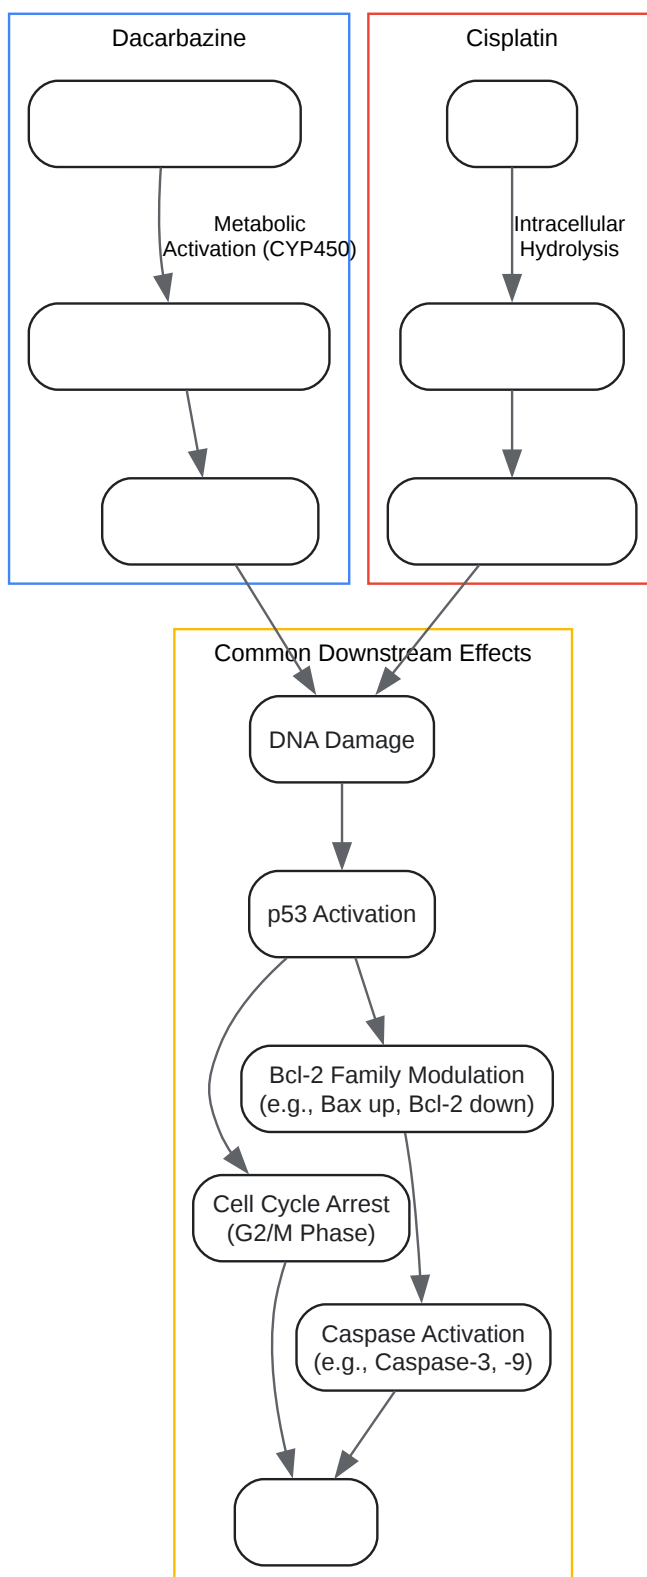 Dacarbazine
Metabolic
Activation (CYP450)
Cisplatin
Intracellular
Hydrolysis
Common Downstream Effects
DNA Damage
p53 Activation
Bcl-2 Family Modulation
(e.g., Bax up, Bcl-2 down)
Cell Cycle Arrest
(G2/M Phase)
Caspase Activation
(e.g., Caspase-3, -9)